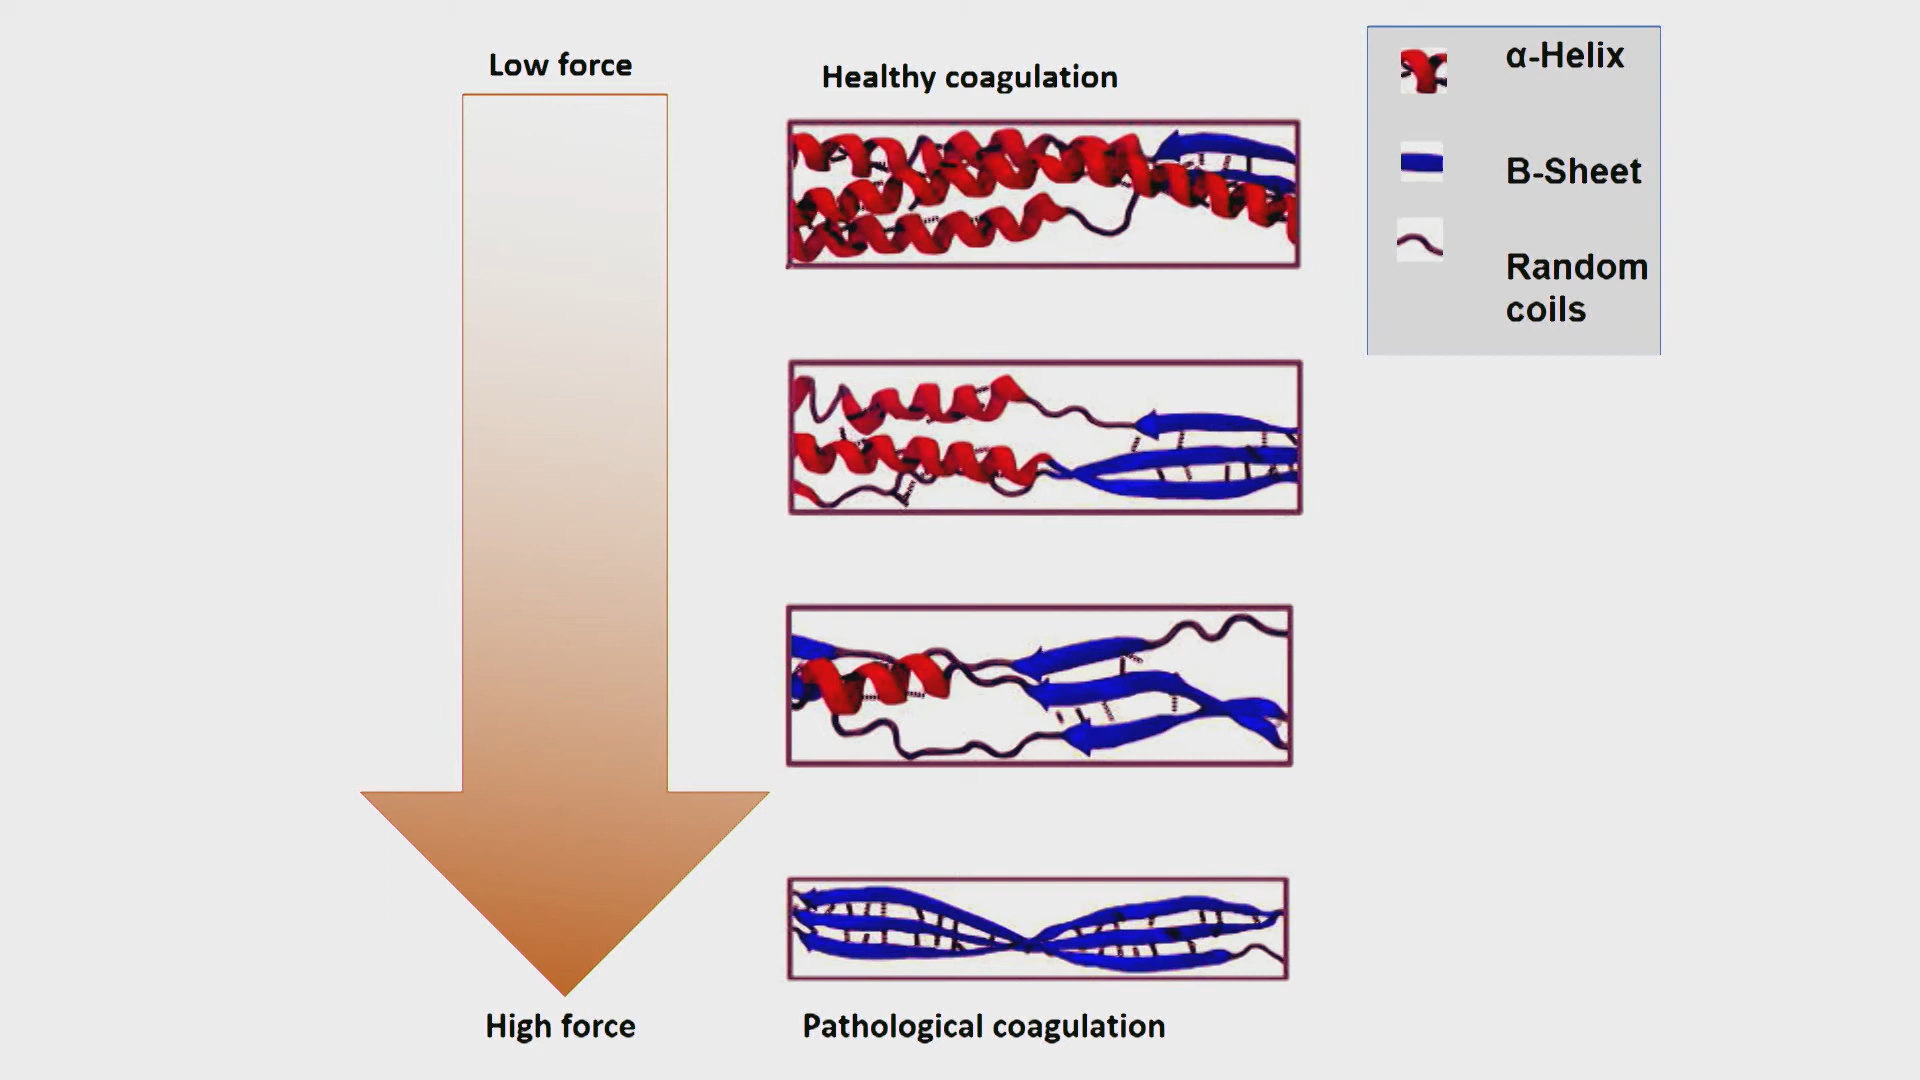 Low force
Healthy coagulation
α-Helix
B-Sheet
Random
coils
High force
Pathological coagulation